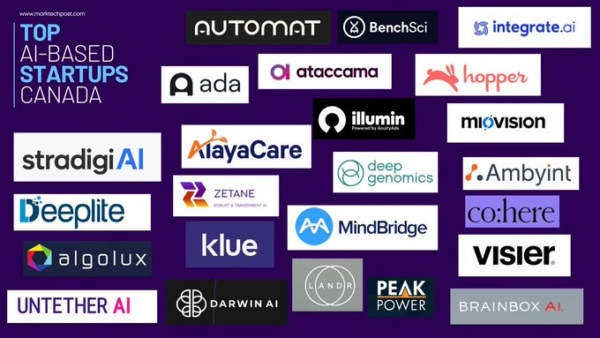 www.marktechpost.com
TOP
AI-BASED
STARTUPS
CANADA
AUTOMAT
BenchSci
integrate.ai
ada
ataccama
hopper
illumin
Powered by AcuityAds
miovision
stradigiAI
AlayaCare
deep
genomics
Ambyint
Deeplite
ZETANE
ROBUST & TRANSPARENT AI
co:here
klue
MindBridge
algolux
visier
LANDR
PEAK
POWER
UNTETHER AI
DARWIN AI
BRAINBOX AI.